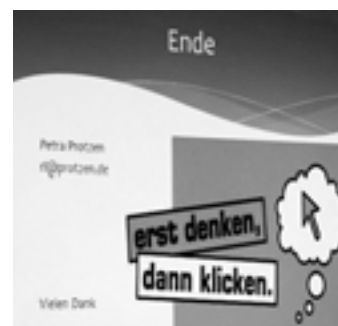 Ende
Petra Protzen
erst denken,
dann klicken.
Vielen Dank